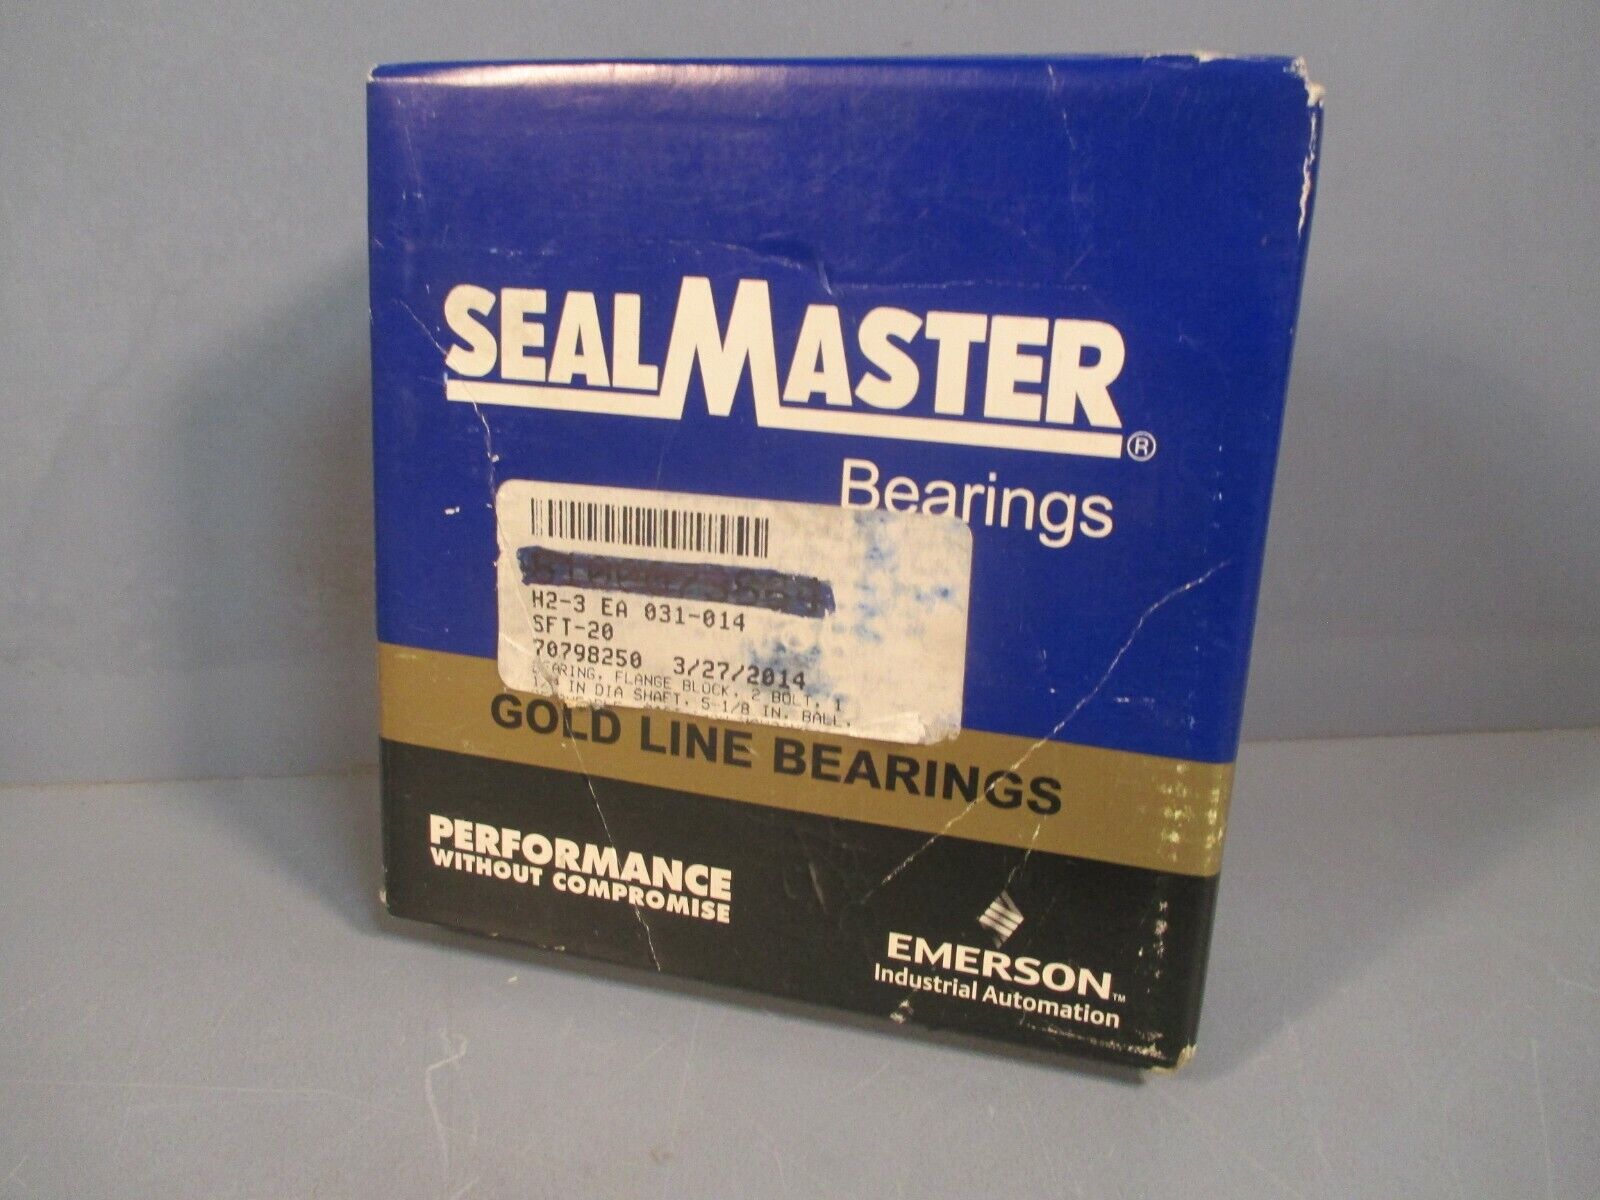 SEALMASTER®
Bearings
H2-3 EA 031-014
SFT-20
70798250 3/27/2014
BEARING, FLANGE BLOCK, 2 BOLT, 1
IN DIA SHAFT, 5-1/8 IN, BALL,
GOLD LINE BEARINGS
PERFORMANCE
WITHOUT COMPROMISE
EMERSON™
Industrial Automation